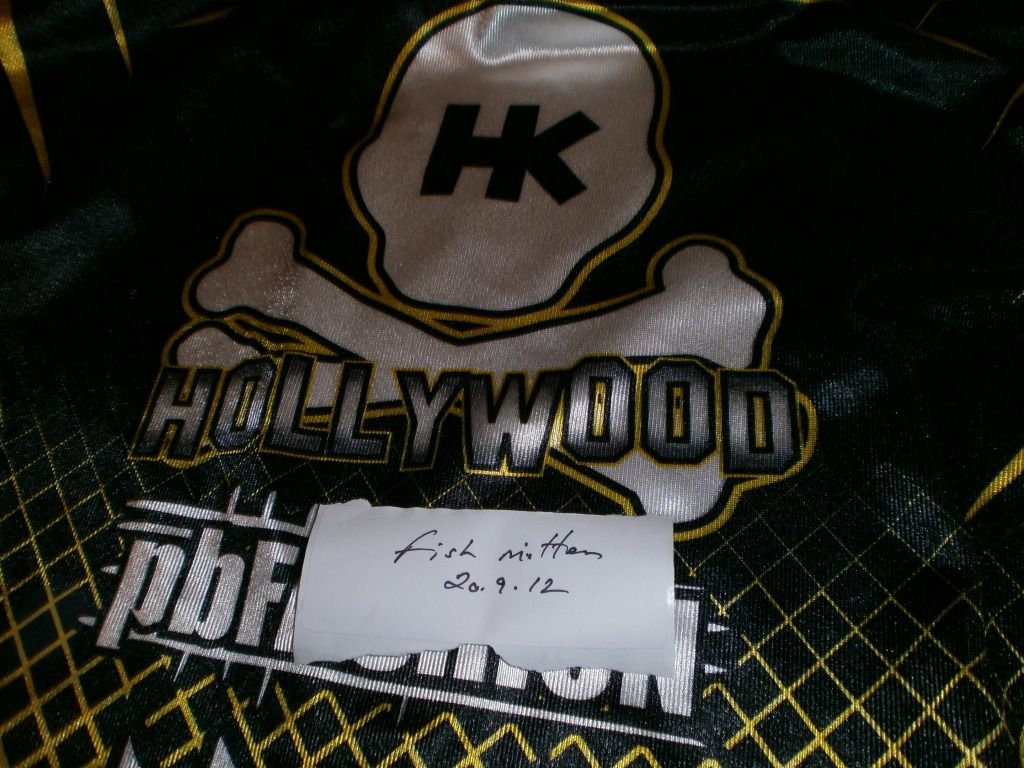 HK
HOLLYWOOD
fish mitten
20.9.12